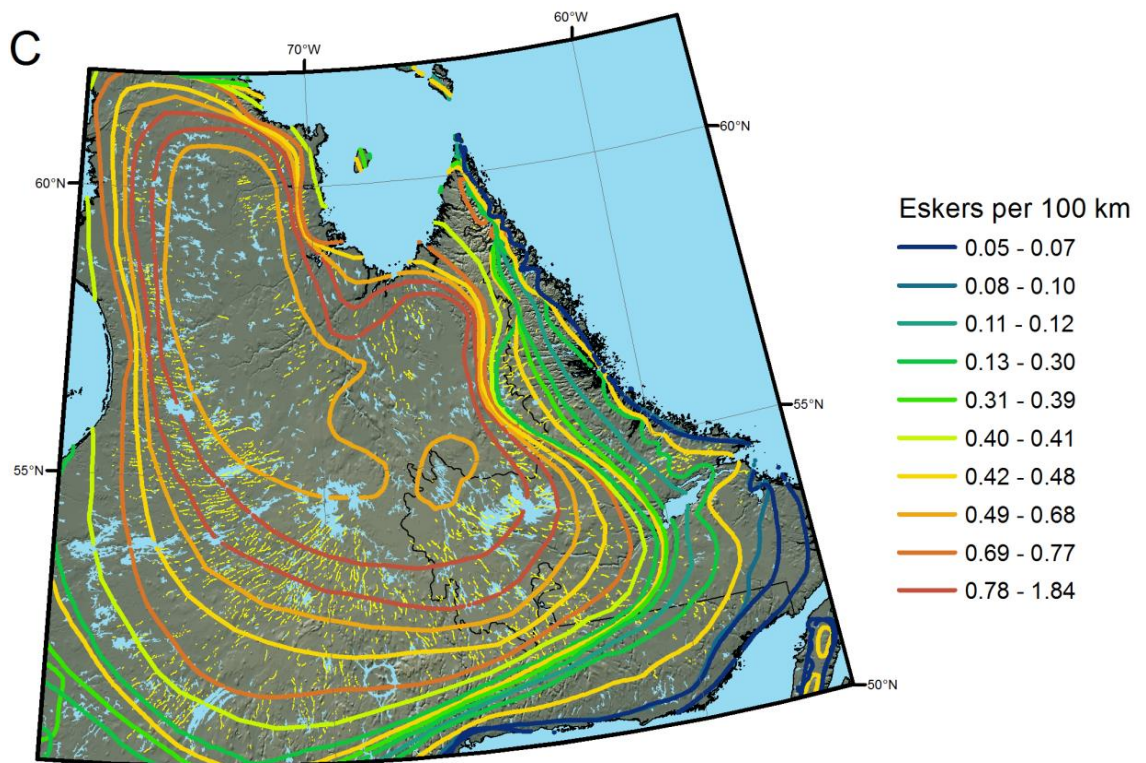 C
60°W
70°W
60°N
60°N
55°N
55°N
50°N
Eskers per 100 km
0.05 - 0.07
0.08 - 0.10
0.11 - 0.12
0.13 - 0.30
0.31 - 0.39
0.40 - 0.41
0.42 - 0.48
0.49 - 0.68
0.69 - 0.77
0.78 - 1.84